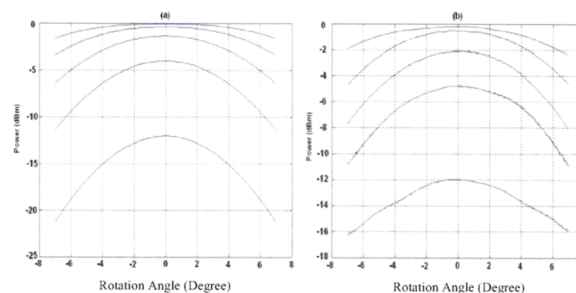 (a)
Power (dBm)
0
-5
-10
-15
-20
-25
-8 -6 -4 -2 0 2 4 6 8
Rotation Angle (Degree)
(b)
Power (dBm)
0
-2
-4
-6
-8
-10
-12
-14
-16
-18
-8 -6 -4 -2 0 2 4 6 8
Rotation Angle (Degree)